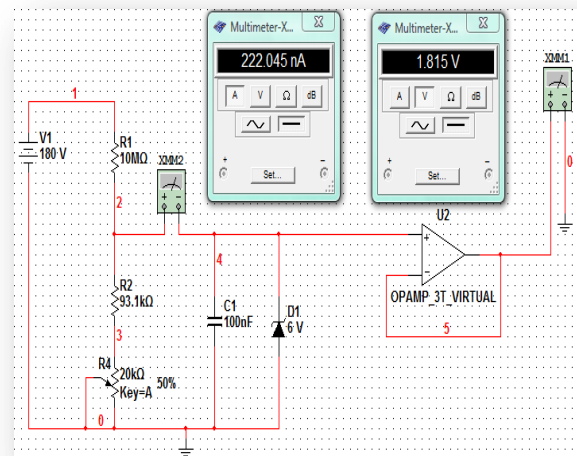 Multimeter-X...
222.045 nA
A V Ω dB
+ Set... −
Multimeter-X...
1.815 V
A V Ω dB
+ Set... −
XMM1
+ −
0
1
V1
180 V
R1
10MΩ
XMM2
+ −
2
4
U2
+
−
OPAMP_3T_VIRTUAL
5
R2
93.1kΩ
C1
100nF
D1
6 V
3
R4
20kΩ
Key=A
50%
0